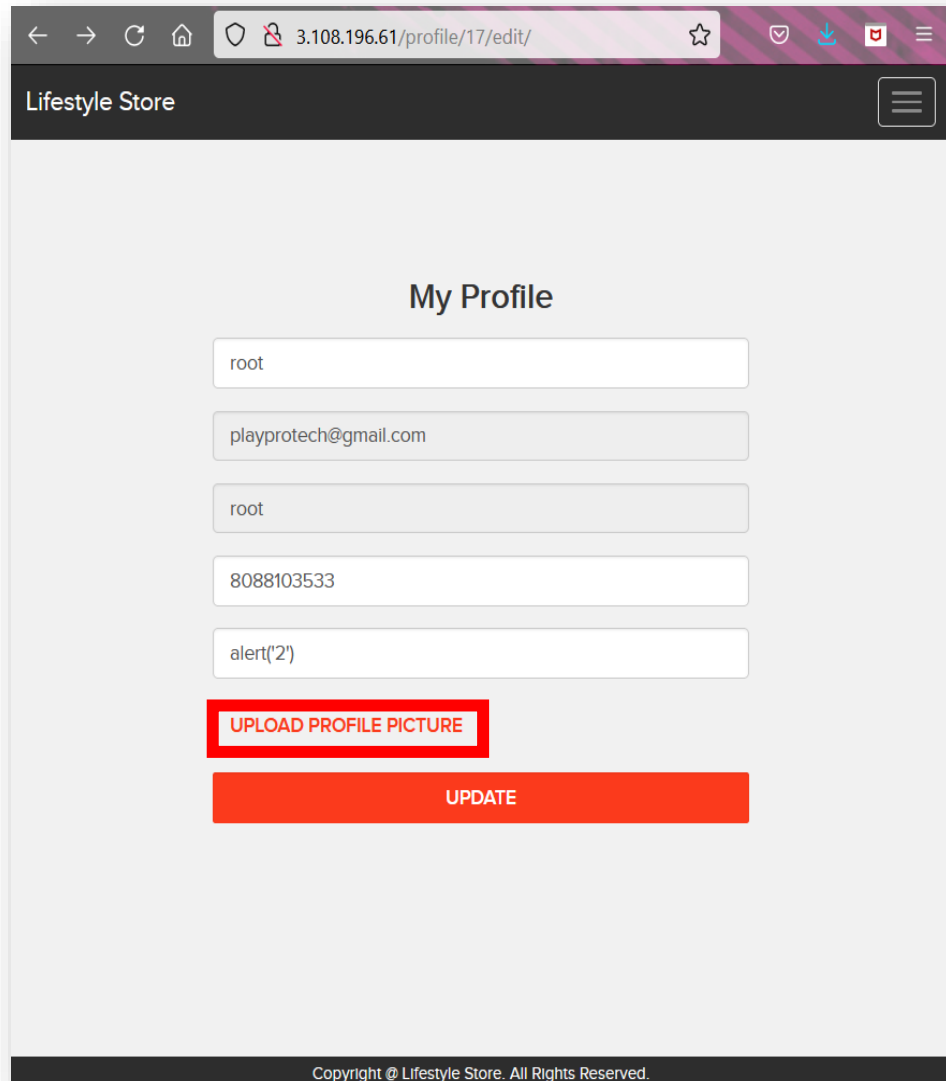 3.108.196.61/profile/17/edit/
Lifestyle Store
My Profile
root
playprotech@gmail.com
root
8088103533
alert('2')
UPLOAD PROFILE PICTURE
UPDATE
Copyright @ Lifestyle Store. All Rights Reserved.